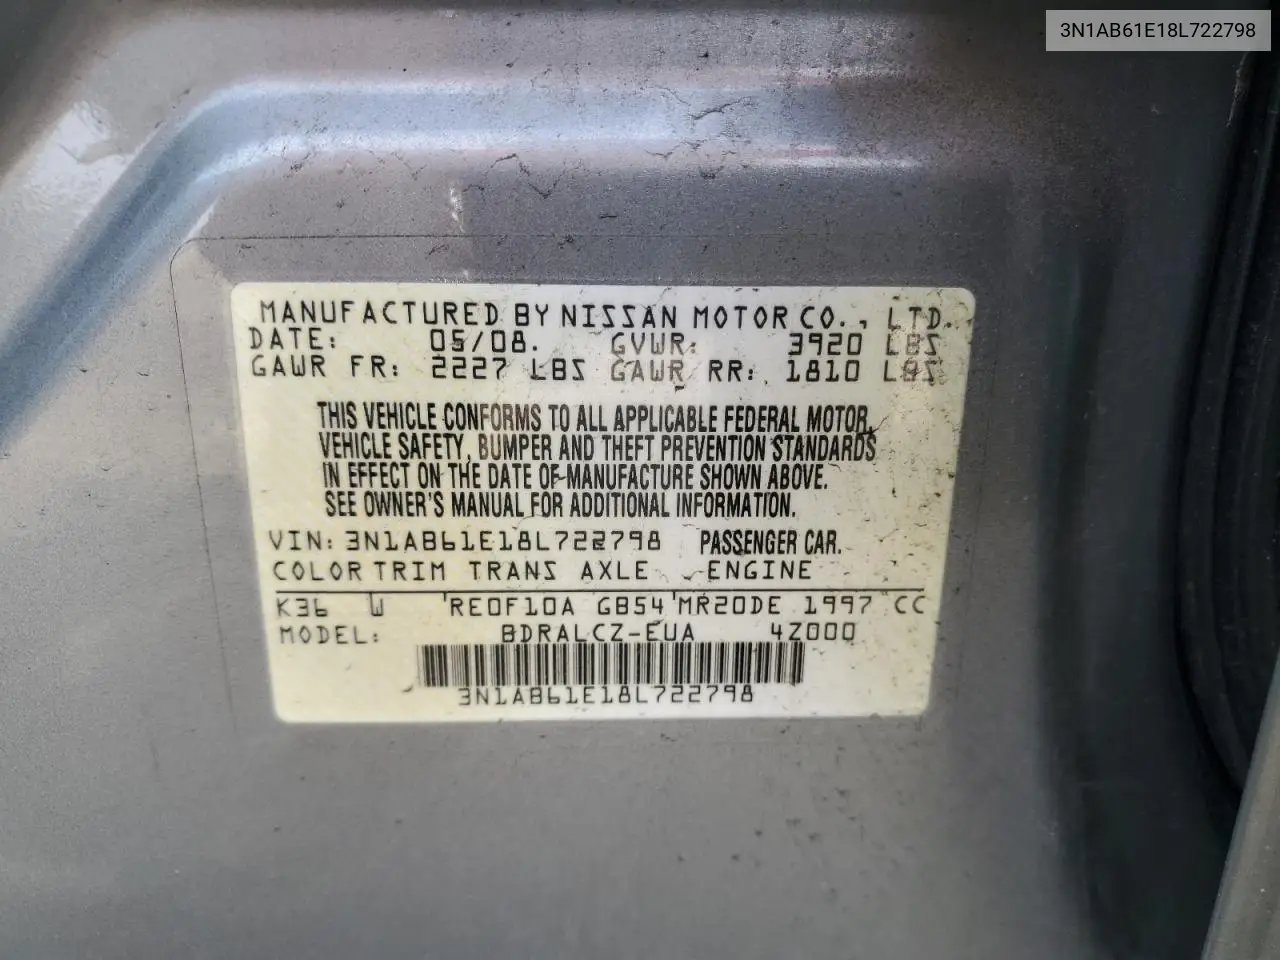 3N1AB61E18L722798
MANUFACTURED BY NISSAN MOTOR CO., LTD.
DATE: 05/08. GVWR: 3920 LBS
GAWR FR: 2227 LBS GAWR RR: 1810 LBS
THIS VEHICLE CONFORMS TO ALL APPLICABLE FEDERAL MOTOR
VEHICLE SAFETY, BUMPER AND THEFT PREVENTION STANDARDS
IN EFFECT ON THE DATE OF MANUFACTURE SHOWN ABOVE.
SEE OWNER'S MANUAL FOR ADDITIONAL INFORMATION.
VIN: 3N1AB61E18L722798 PASSENGER CAR.
COLOR TRIM TRANS AXLE ENGINE
K36 W RE0F10A GB54 MR20DE 1997 CC
MODEL: BDRALCZ-EUA 4Z000
3N1AB61E18L722798